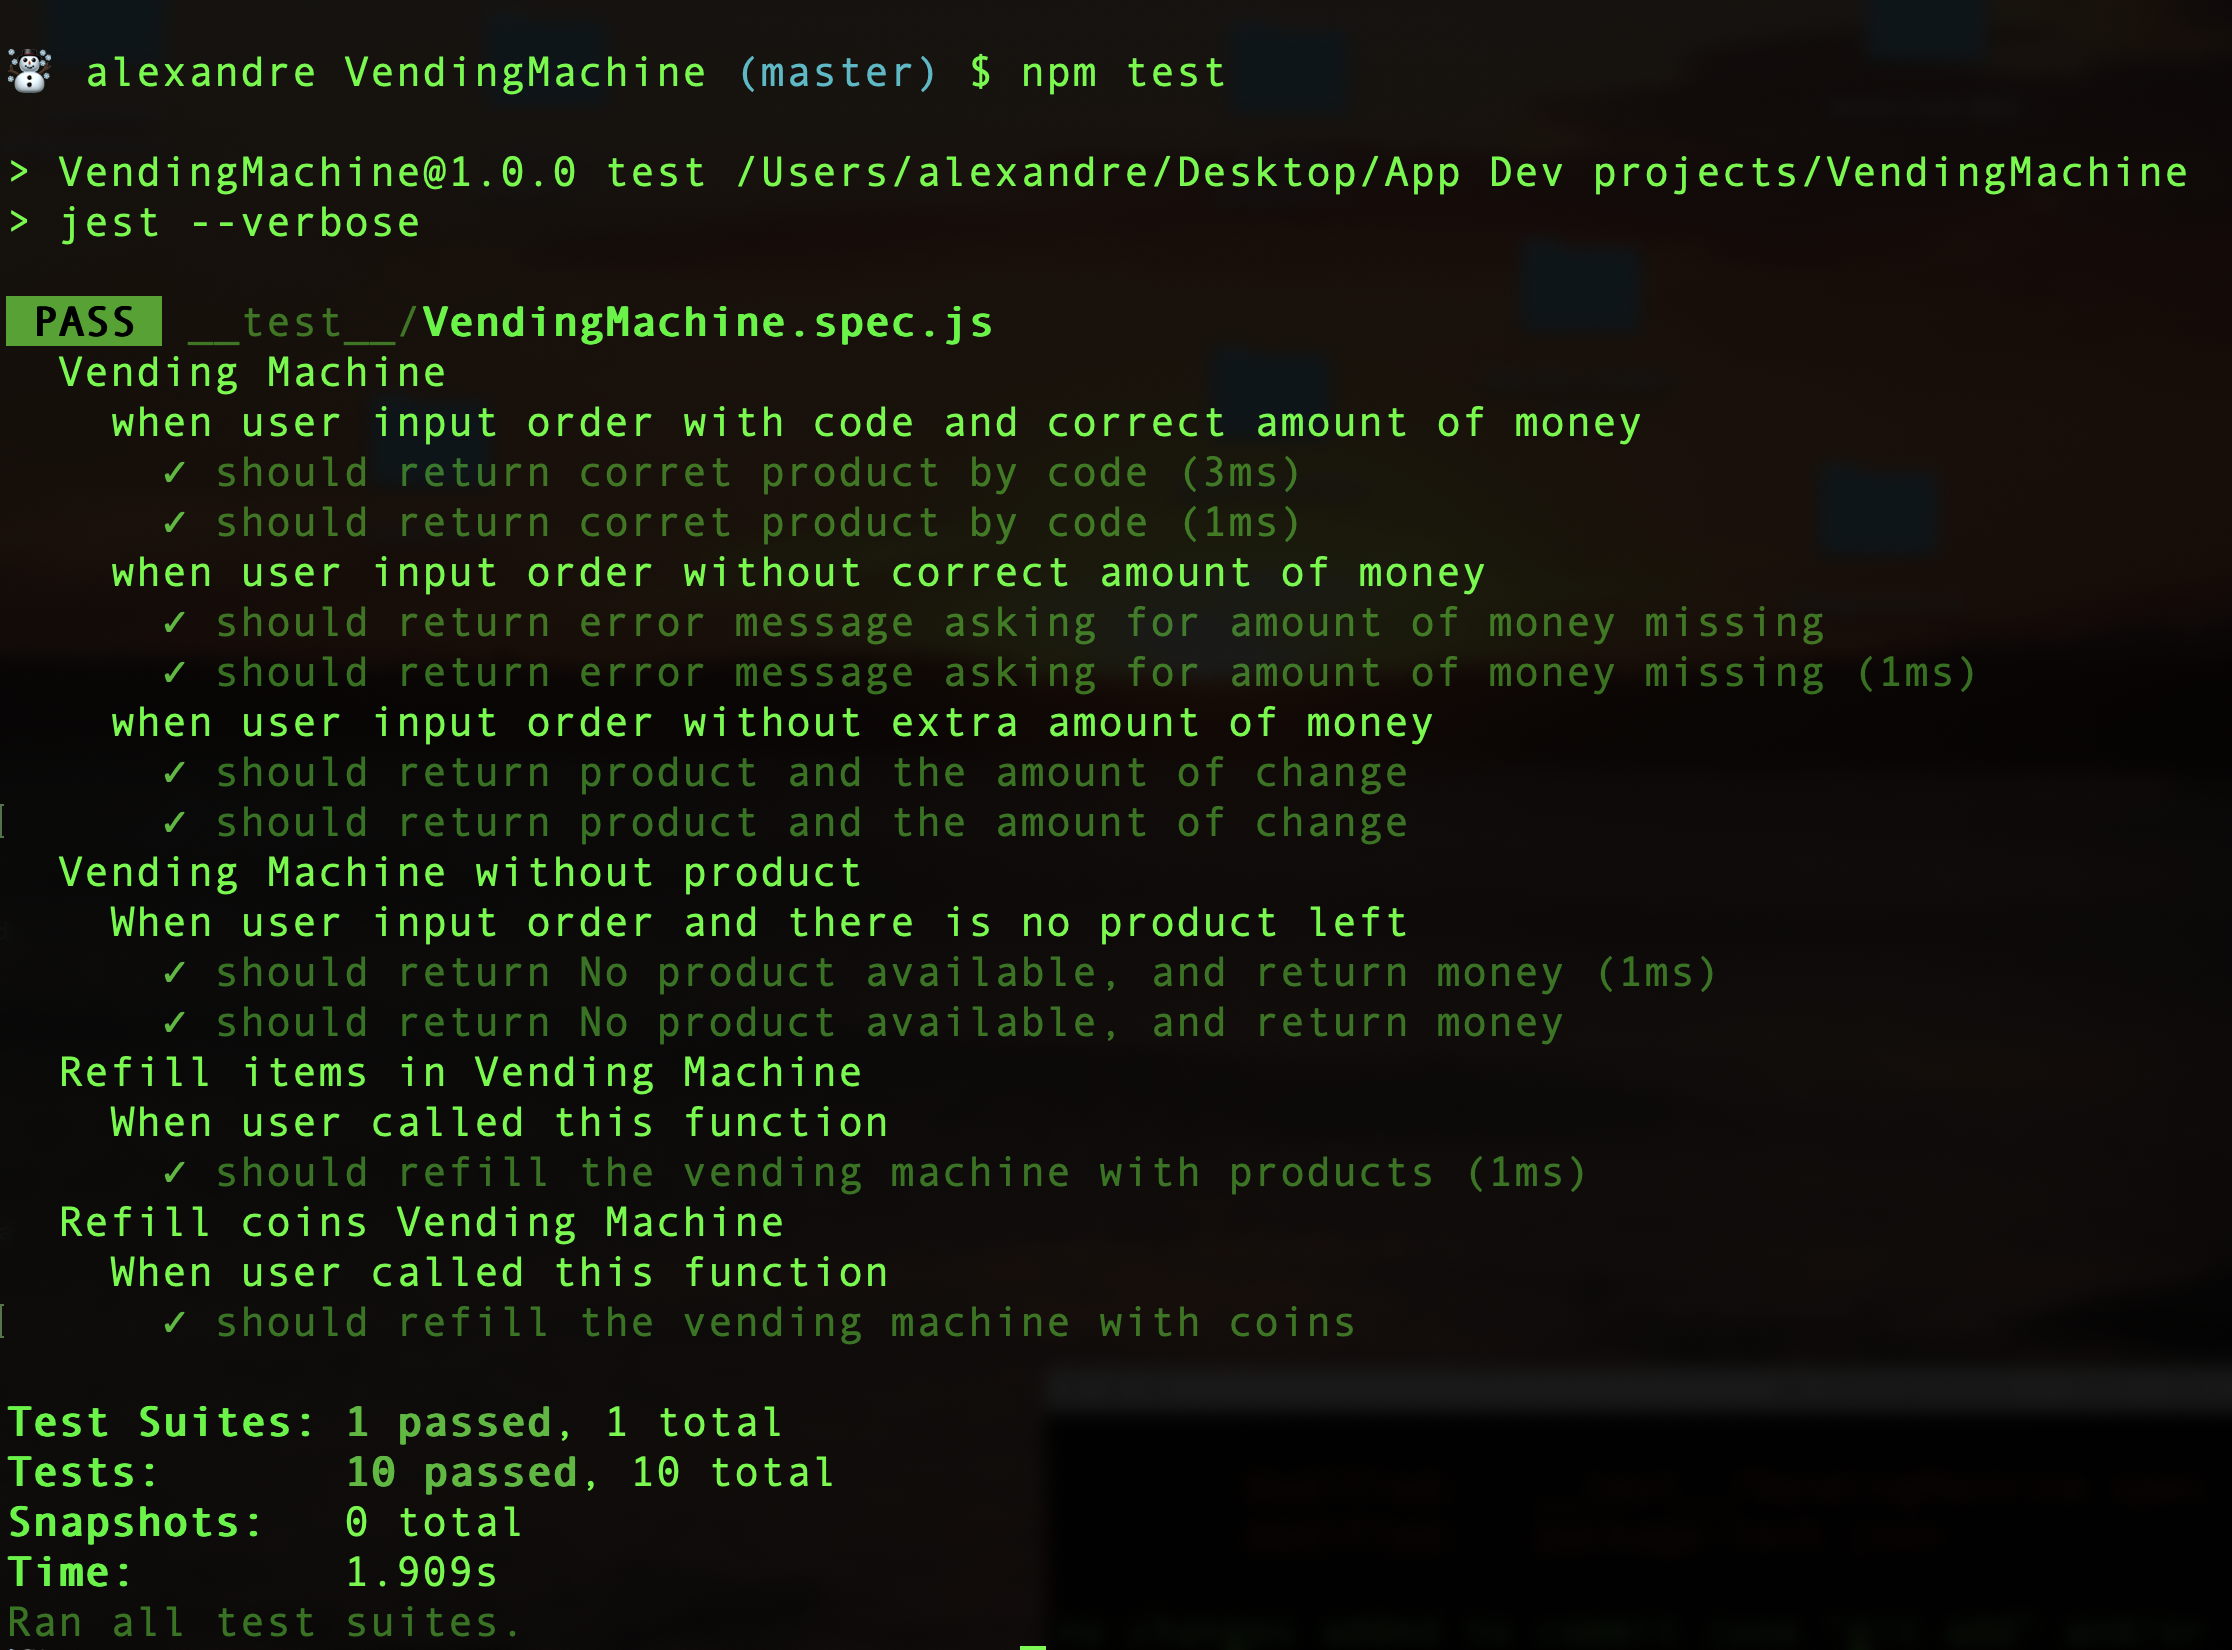 ☃️ alexandre VendingMachine (master) $ npm test
> VendingMachine@1.0.0 test /Users/alexandre/Desktop/App Dev projects/VendingMachine
> jest --verbose
PASS __test__/VendingMachine.spec.js
Vending Machine
when user input order with code and correct amount of money
✓ should return corret product by code (3ms)
✓ should return corret product by code (1ms)
when user input order without correct amount of money
✓ should return error message asking for amount of money missing
✓ should return error message asking for amount of money missing (1ms)
when user input order without extra amount of money
✓ should return product and the amount of change
✓ should return product and the amount of change
Vending Machine without product
When user input order and there is no product left
✓ should return No product available, and return money (1ms)
✓ should return No product available, and return money
Refill items in Vending Machine
When user called this function
✓ should refill the vending machine with products (1ms)
Refill coins Vending Machine
When user called this function
✓ should refill the vending machine with coins
Test Suites: 1 passed, 1 total
Tests: 10 passed, 10 total
Snapshots: 0 total
Time: 1.909s
Ran all test suites.